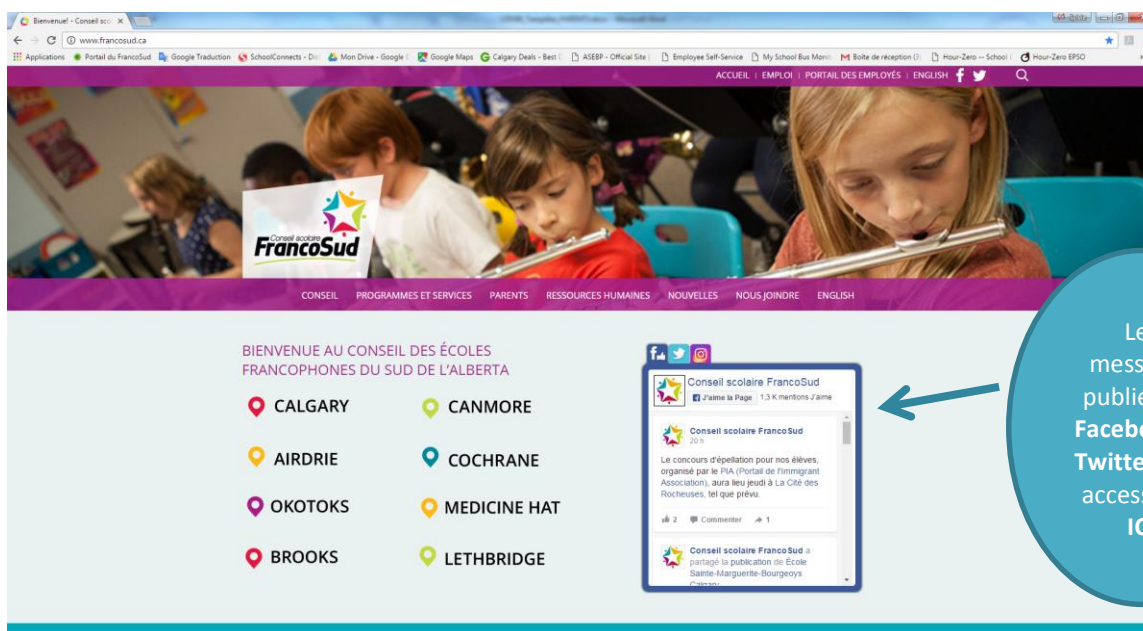 Bienvenue! - Conseil sco
www.francosud.ca
Applications Portail du FrancoSud Google Traduction SchoolConnects - Mon Drive - Google Google Maps Calgary Deals - Best ASEBP - Official Site Employee Self-Service My School Bus Boîte de réception Hour-Zero -- School Hour-Zero EPSO
ACCUEIL | EMPLOI | PORTAIL DES EMPLOYÉS | ENGLISH
Conseil scolaire
FrancoSud
CONSEIL PROGRAMMES ET SERVICES PARENTS RESSOURCES HUMAINES NOUVELLES NOUS JOINDRE ENGLISH
BIENVENUE AU CONSEIL DES ÉCOLES
FRANCOPHONES DU SUD DE L'ALBERTA
CALGARY CANMORE
AIRDRIE COCHRANE
OKOTOKS MEDICINE HAT
BROOKS LETHBRIDGE
Conseil scolaire FrancoSud
J'aime la Page 1,3 K mentions J'aime
Conseil scolaire FrancoSud
20 h
Le concours d'épellation pour nos élèves,
organisé par le PIA (Portail de l'Immigrant
Association), aura lieu jeudi à La Cité des
Rocheuses, tel que prévu.
2 Commenter 1
Conseil scolaire FrancoSud a
partagé la publication de École
Sainte-Marguerite-Bourgeoys
Calgary
Le
mess
publie
Facebo
Twitte
access
IC